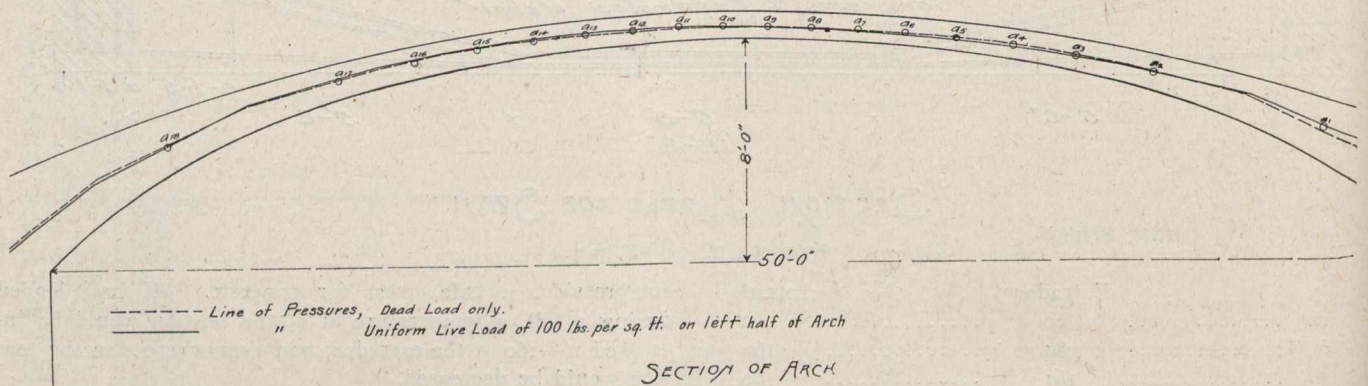 a18 a17 a16 a15 a14 a13 a12 a11 a10 a9 a8 a7 a6 a5 a4 a3 a2 a1
8'-0"
50'-0"
Line of Pressures, Dead Load only.
" Uniform Live Load of 100 lbs. per sq. ft. on left half of Arch
SECTION OF ARCH